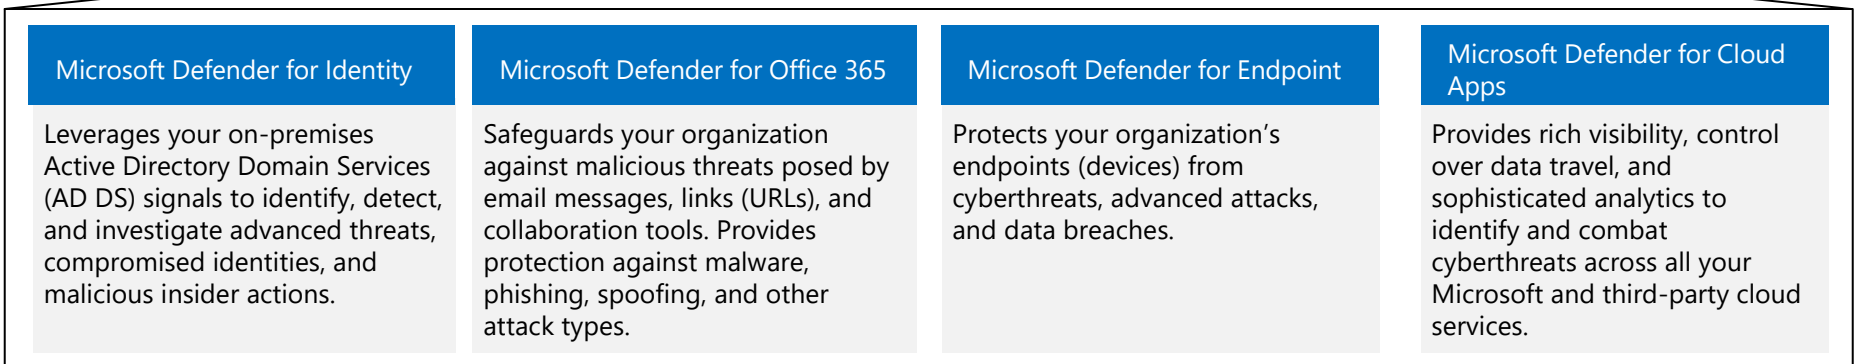 Microsoft Defender for Identity
Leverages your on-premises
Active Directory Domain Services
(AD DS) signals to identify, detect,
and investigate advanced threats,
compromised identities, and
malicious insider actions.
Microsoft Defender for Office 365
Safeguards your organization
against malicious threats posed by
email messages, links (URLs), and
collaboration tools. Provides
protection against malware,
phishing, spoofing, and other
attack types.
Microsoft Defender for Endpoint
Protects your organization’s
endpoints (devices) from
cyberthreats, advanced attacks,
and data breaches.
Microsoft Defender for Cloud
Apps
Provides rich visibility, control
over data travel, and
sophisticated analytics to
identify and combat
cyberthreats across all your
Microsoft and third-party cloud
services.